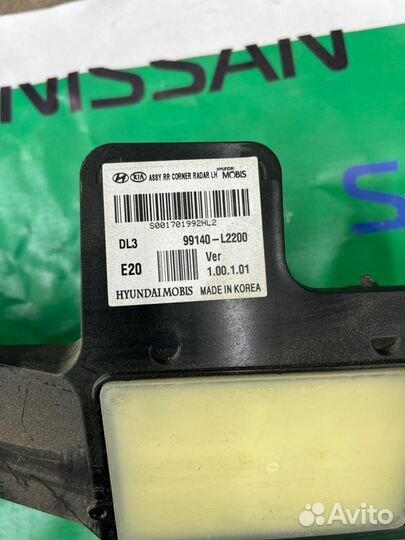 NISSAN
HYUNDAI
KIA ASSY RR CORNER RADAR LH MOBIS
S001701992HL2
DL3 99140-L2200
E20 Ver 1.00.1.01
HYUNDAI MOBIS MADE IN KOREA
S
Avito